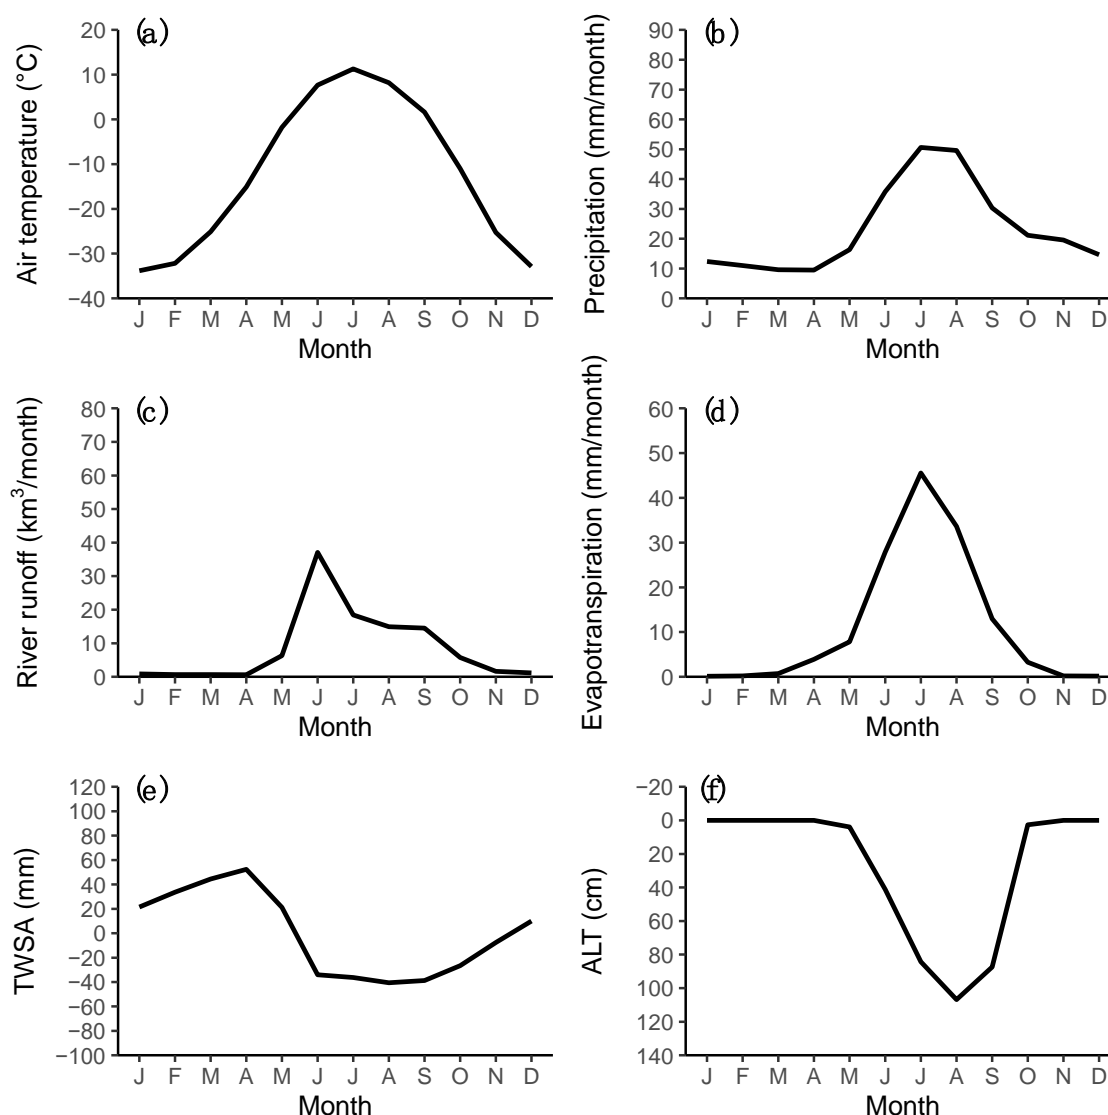 (a)
Air temperature (°C)
20
10
0
−10
−20
−30
−40
J F M A M J J A S O N D
Month
(b)
Precipitation (mm/month)
90
80
70
60
50
40
30
20
10
0
J F M A M J J A S O N D
Month
(c)
River runoff (km³/month)
80
70
60
50
40
30
20
10
0
J F M A M J J A S O N D
Month
(d)
Evapotranspiration (mm/month)
60
50
40
30
20
10
0
J F M A M J J A S O N D
Month
(e)
TWSA (mm)
120
100
80
60
40
20
0
−20
−40
−60
−80
−100
J F M A M J J A S O N D
Month
(f)
ALT (cm)
−20
0
20
40
60
80
100
120
140
J F M A M J J A S O N D
Month